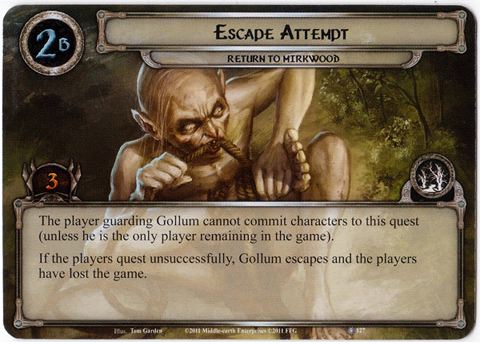 2B
ESCAPE ATTEMPT
RETURN TO MIRKWOOD
3
The player guarding Gollum cannot commit characters to this quest
(unless he is the only player remaining in the game).
If the players quest unsuccessfully, Gollum escapes and the players
have lost the game.
Illus. Tom Garden ©2011 Middle-earth Enterprises ©2011 FFG 127